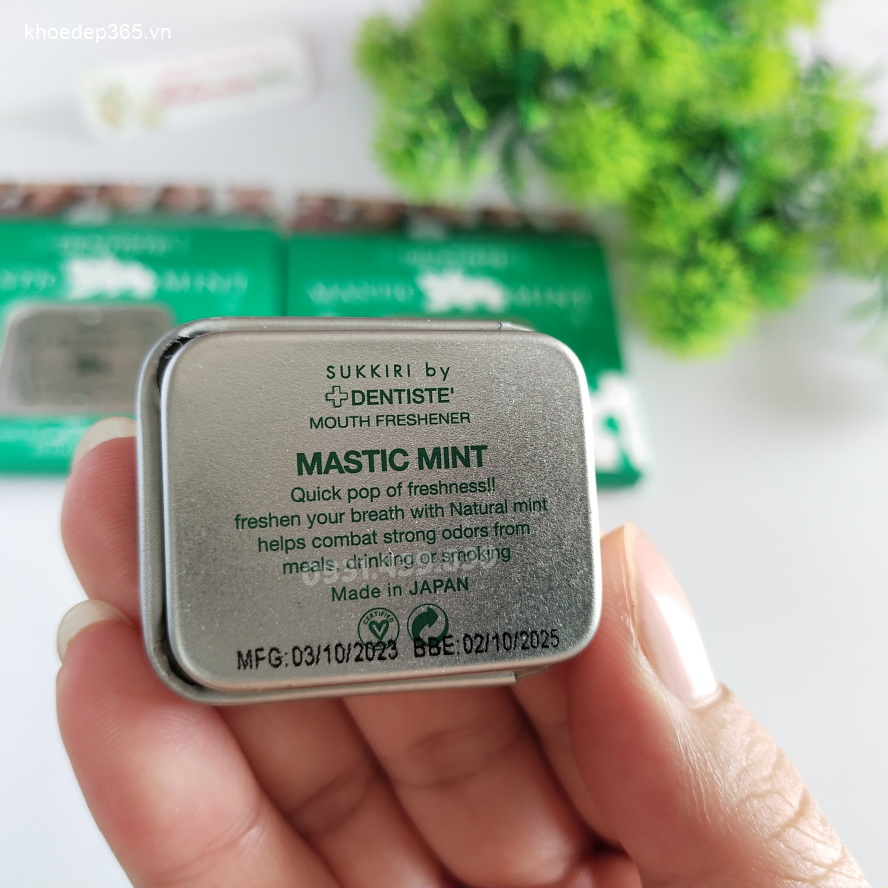 khoedep365.vn
SUKKIRI by
DENTISTE'
MOUTH FRESHENER
MASTIC MINT
Quick pop of freshness!!
freshen your breath with Natural mint
helps combat strong odors from
meals, drinking or smoking
Made in JAPAN
CERTIFIED
MFG:03/10/2023 BBE:02/10/2025
MINT